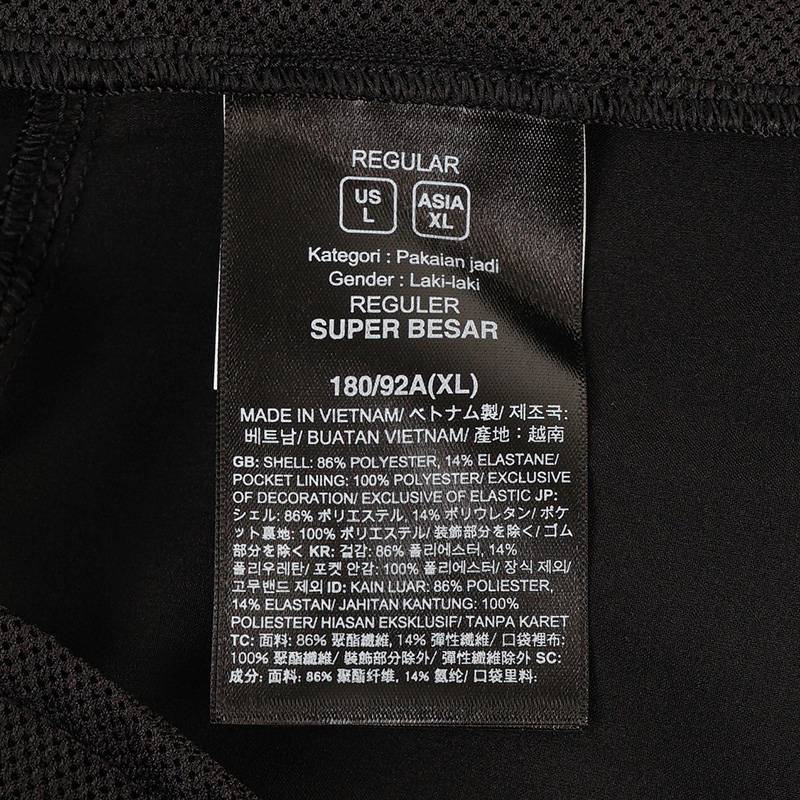 REGULAR
US ASIA
L XL
Kategori : Pakaian jadi
Gender : Laki-laki
REGULER
SUPER BESAR
180/92A(XL)
MADE IN VIETNAM/ ベトナム製/ 제조국:
베트남/ BUATAN VIETNAM/ 產地：越南
GB: SHELL: 86% POLYESTER, 14% ELASTANE/
POCKET LINING: 100% POLYESTER/ EXCLUSIVE
OF DECORATION/ EXCLUSIVE OF ELASTIC JP:
シェル: 86% ポリエステル, 14% ポリウレタン/ ポケ
ット裏地: 100% ポリエステル/ 装飾部分を除く/ ゴム
部分を除く KR: 겉감: 86% 폴리에스터, 14%
폴리우레탄/ 포켓 안감: 100% 폴리에스터/ 장식 제외/
고무밴드 제외 ID: KAIN LUAR: 86% POLIESTER,
14% ELASTAN/ JAHITAN KANTUNG: 100%
POLIESTER/ HIASAN EKSKLUSIF/ TANPA KARET
TC: 面料: 86% 聚酯纖維, 14% 彈性纖維/ 口袋裡布:
100% 聚酯纖維/ 裝飾部分除外/ 彈性纖維除外 SC:
成分: 面料: 86% 聚酯纤维, 14% 氨纶/ 口袋里料: